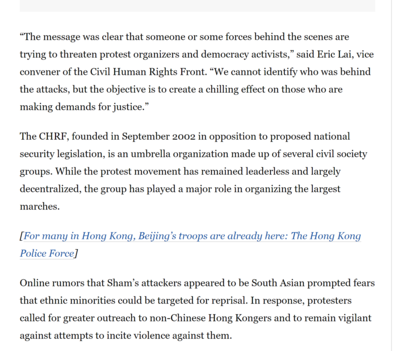 “The message was clear that someone or some forces behind the scenes are
trying to threaten protest organizers and democracy activists,” said Eric Lai, vice
convener of the Civil Human Rights Front. “We cannot identify who was behind
the attacks, but the objective is to create a chilling effect on those who are
making demands for justice.”
The CHRF, founded in September 2002 in opposition to proposed national
security legislation, is an umbrella organization made up of several civil society
groups. While the protest movement has remained leaderless and largely
decentralized, the group has played a major role in organizing the largest
marches.
[For many in Hong Kong, Beijing’s troops are already here: The Hong Kong
Police Force]
Online rumors that Sham’s attackers appeared to be South Asian prompted fears
that ethnic minorities could be targeted for reprisal. In response, protesters
called for greater outreach to non-Chinese Hong Kongers and to remain vigilant
against attempts to incite violence against them.